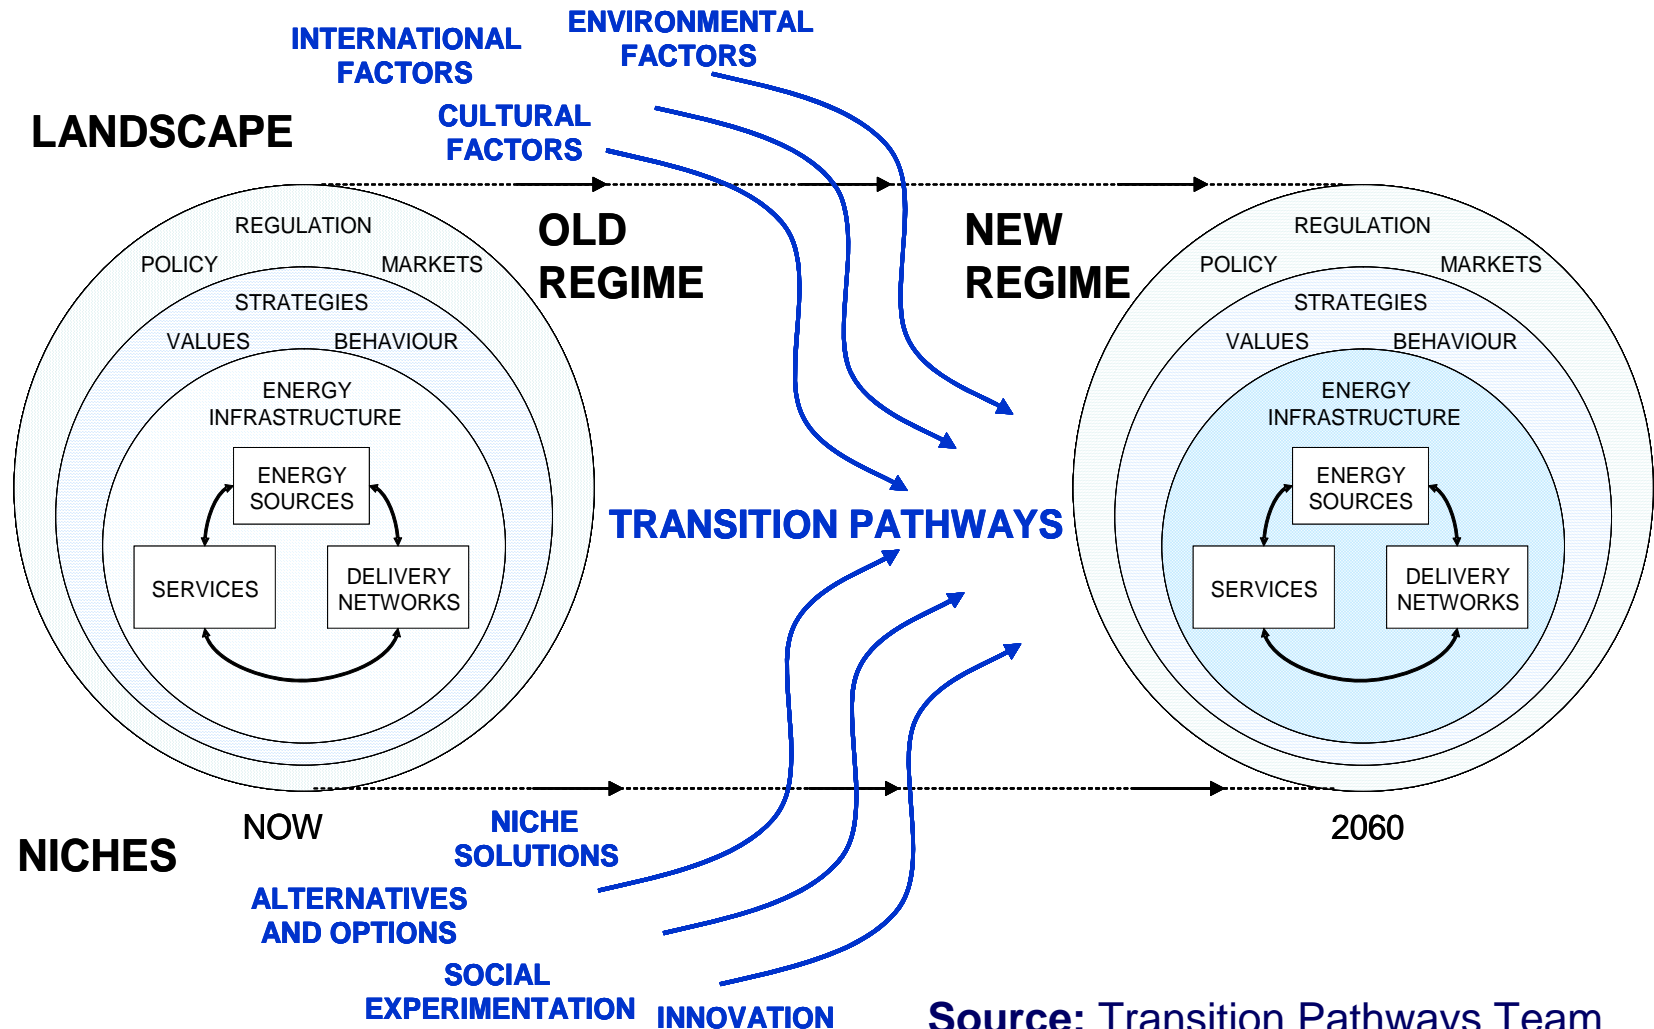 INTERNATIONAL
FACTORS
ENVIRONMENTAL
FACTORS
CULTURAL
FACTORS
LANDSCAPE
OLD
REGIME
NEW
REGIME
REGULATION
POLICY
MARKETS
STRATEGIES
VALUES
BEHAVIOUR
ENERGY
INFRASTRUCTURE
ENERGY
SOURCES
SERVICES
DELIVERY
NETWORKS
TRANSITION PATHWAYS
REGULATION
POLICY
MARKETS
STRATEGIES
VALUES
BEHAVIOUR
ENERGY
INFRASTRUCTURE
ENERGY
SOURCES
SERVICES
DELIVERY
NETWORKS
NOW
2060
NICHES
NICHE
SOLUTIONS
ALTERNATIVES
AND OPTIONS
SOCIAL
EXPERIMENTATION
INNOVATION
Source: Transition Pathways Team